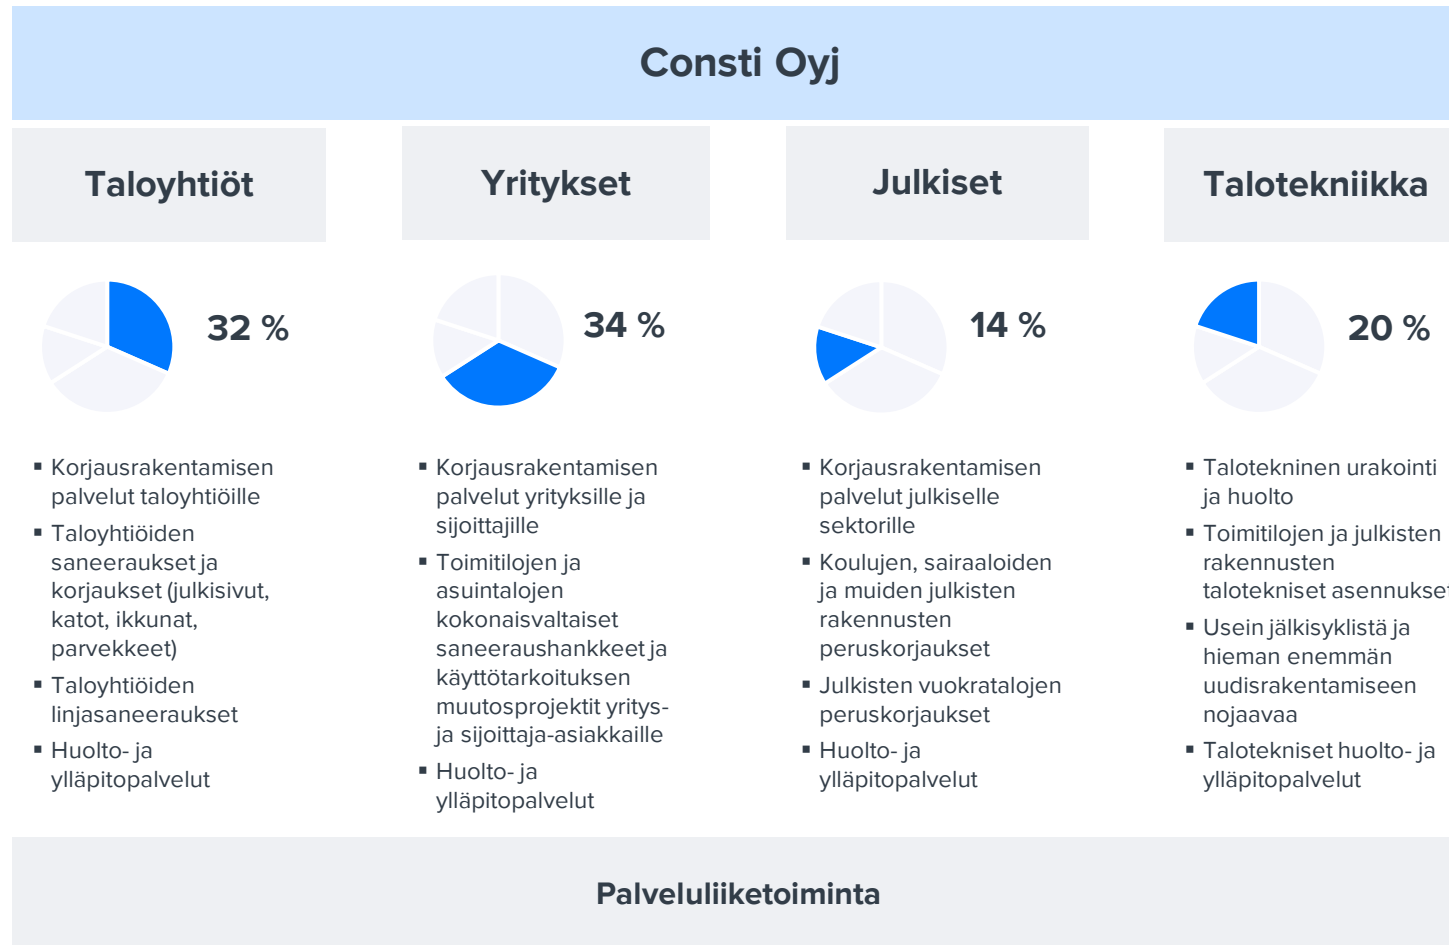 Consti Oyj
Taloyhtiöt
Yritykset
Julkiset
Talotekniikka
32 %
34 %
14 %
20 %
▪ Korjausrakentamisen
palvelut taloyhtiöille
▪ Taloyhtiöiden
saneeraukset ja
korjaukset (julkisivut,
katot, ikkunat,
parvekkeet)
▪ Taloyhtiöiden
linjasaneeraukset
▪ Huolto- ja
ylläpitopalvelut
▪ Korjausrakentamisen
palvelut yrityksille ja
sijoittajille
▪ Toimitilojen ja
asuintalojen
kokonaisvaltaiset
saneeraushankkeet ja
käyttötarkoituksen
muutosprojektit yritys-
ja sijoittaja-asiakkaille
▪ Huolto- ja
ylläpitopalvelut
▪ Korjausrakentamisen
palvelut julkiselle
sektorille
▪ Koulujen, sairaaloiden
ja muiden julkisten
rakennusten
peruskorjaukset
▪ Julkisten vuokratalojen
peruskorjaukset
▪ Huolto- ja
ylläpitopalvelut
▪ Talotekninen urakointi
ja huolto
▪ Toimitilojen ja julkisten
rakennusten
talotekniset asennukset
▪ Usein jälkisyklistä ja
hieman enemmän
uudisrakentamiseen
nojaavaa
▪ Talotekniset huolto- ja
ylläpitopalvelut
Palveluliiketoiminta